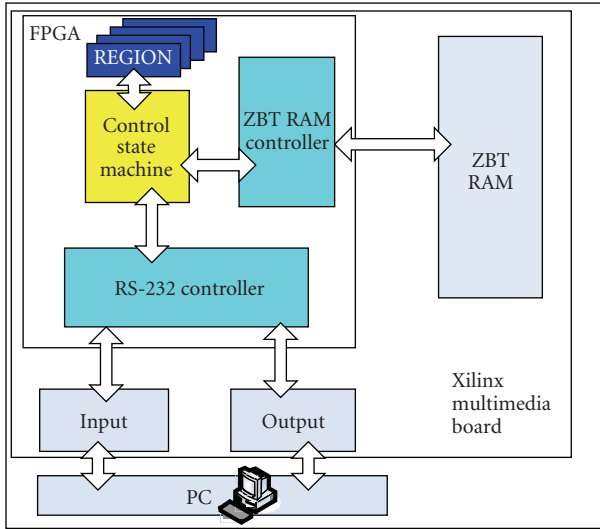 FPGA
REGION
Control
state
machine
ZBT RAM
controller
ZBT
RAM
RS-232 controller
Input
Output
Xilinx
multimedia
board
PC